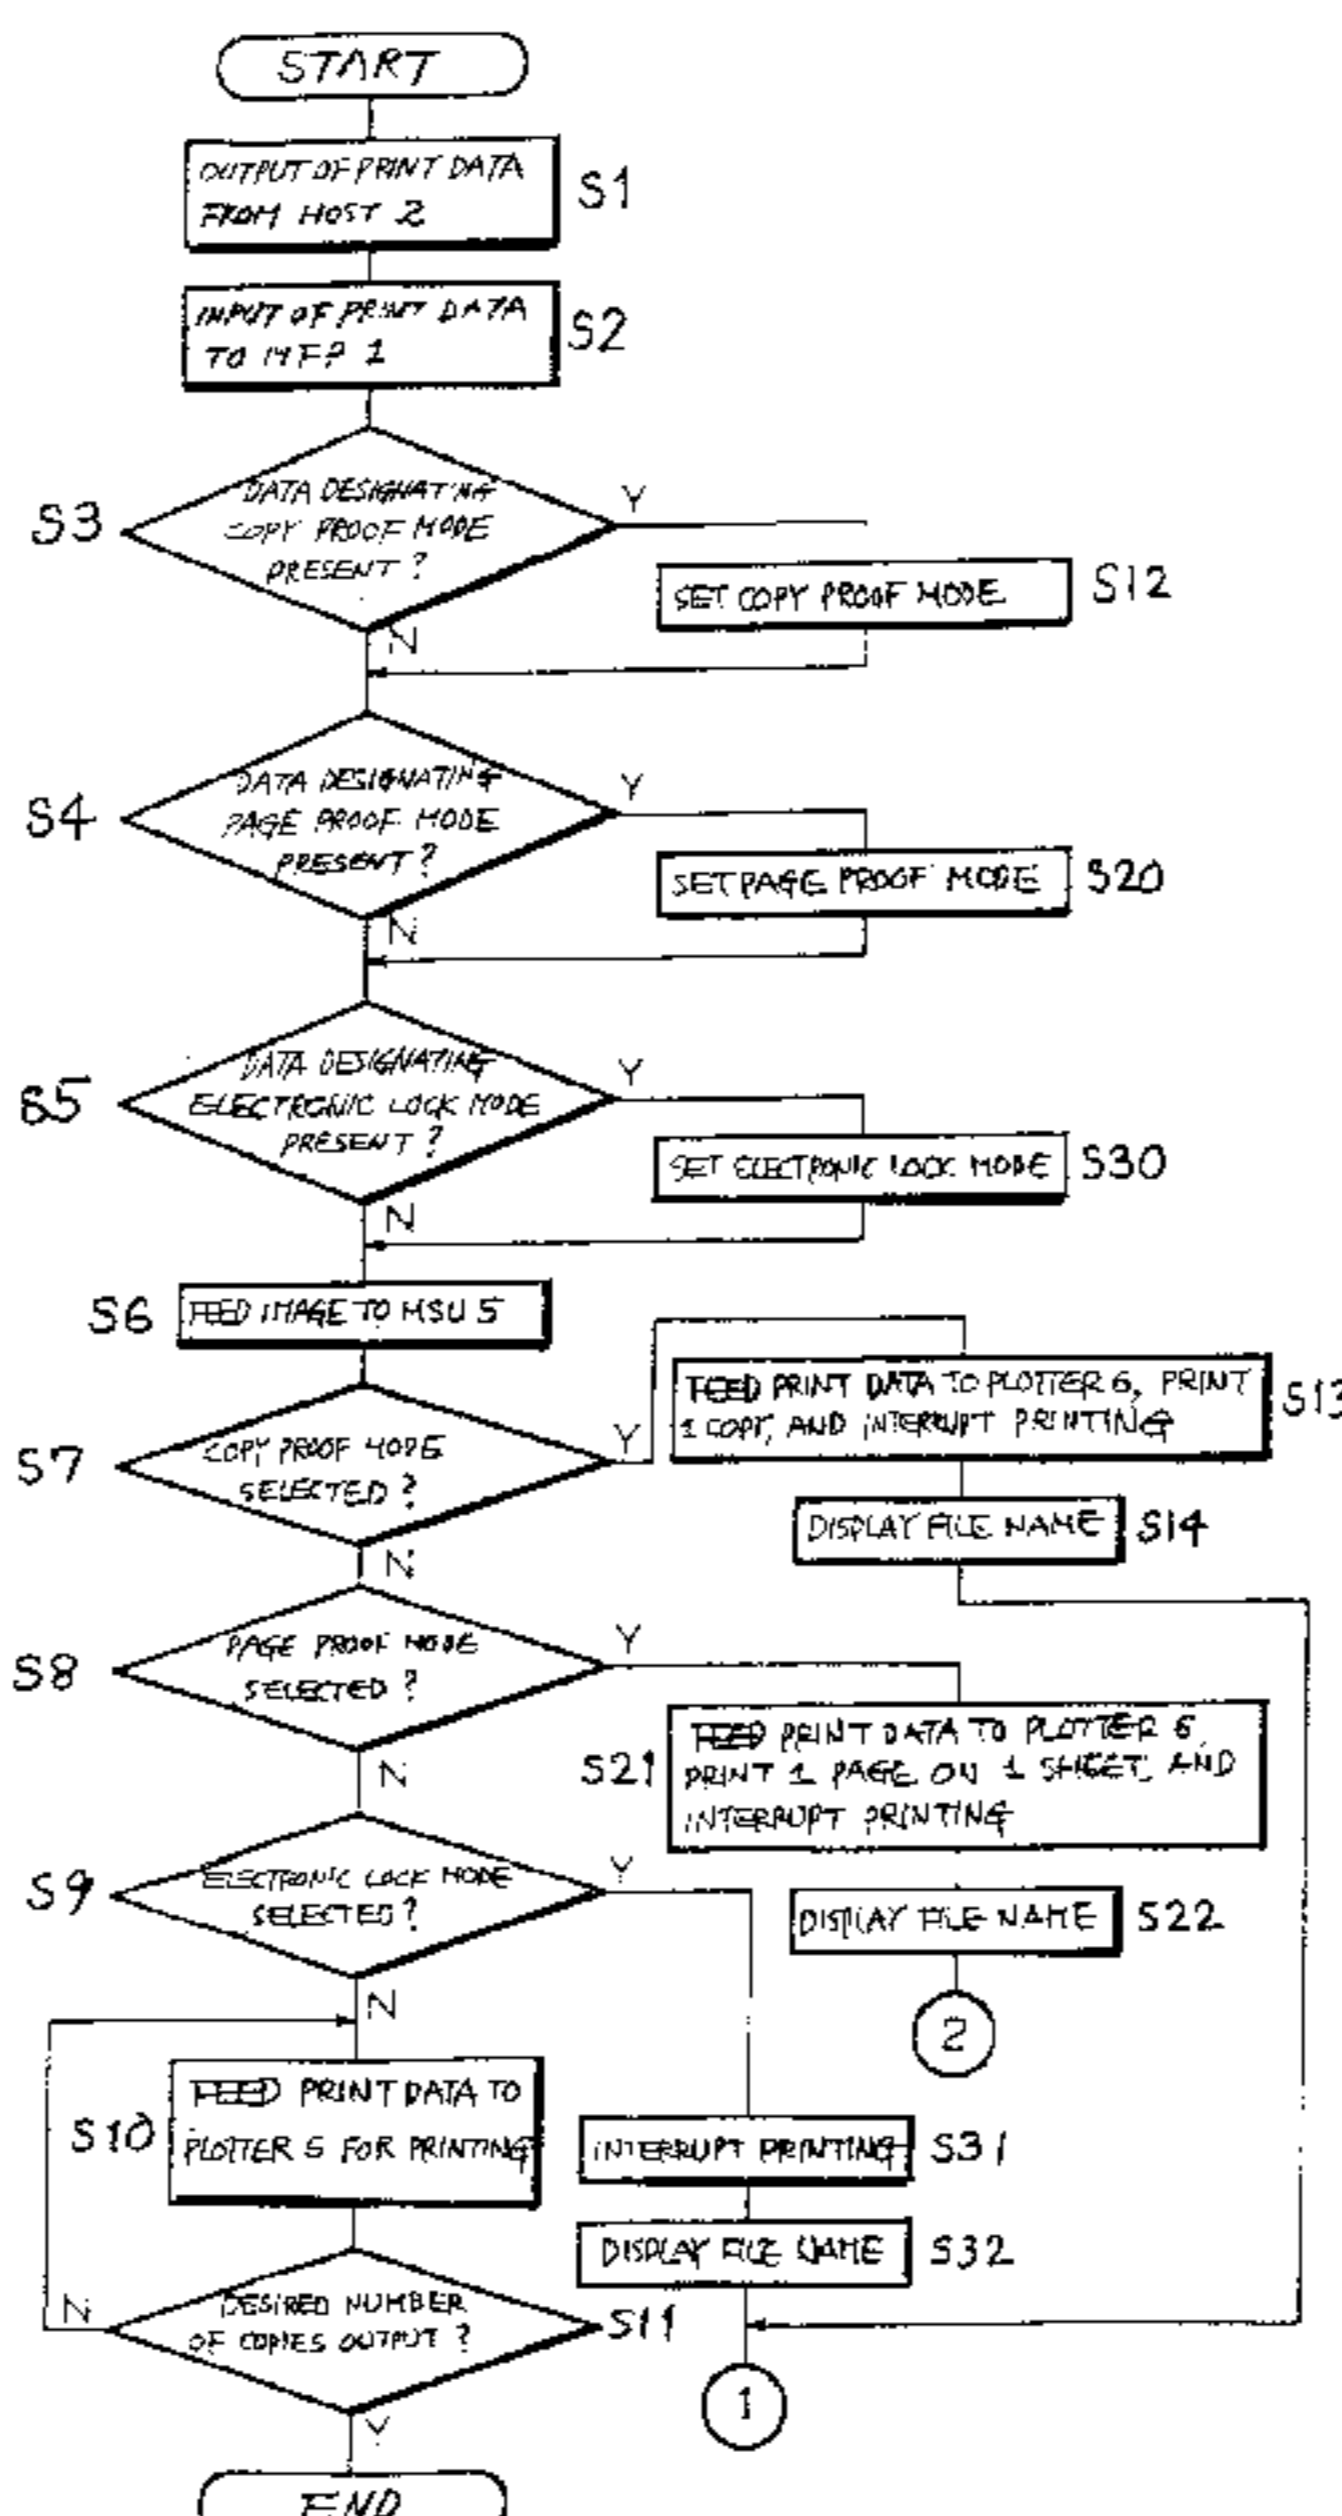 START
OUTPUT OF PRINT DATA
FROM HOST 2
S1
INPUT OF PRINT DATA
TO MFP 1
S2
S3
DATA DESIGNATING
COPY PROOF MODE
PRESENT?
Y
N
SET COPY PROOF MODE
S12
S4
DATA DESIGNATING
PAGE PROOF MODE
PRESENT?
Y
N
SET PAGE PROOF MODE
S20
S5
DATA DESIGNATING
ELECTRONIC LOCK MODE
PRESENT?
Y
N
SET ELECTRONIC LOCK MODE
S30
S6
FEED IMAGE TO MSU 5
S7
COPY PROOF MODE
SELECTED?
Y
N
FEED PRINT DATA TO PLOTTER 6, PRINT
1 COPY, AND INTERRUPT PRINTING
S13
DISPLAY FILE NAME
S14
S8
PAGE PROOF MODE
SELECTED?
Y
N
S21
FEED PRINT DATA TO PLOTTER 6
PRINT 1 PAGE ON 1 SHEET, AND
INTERRUPT PRINTING
DISPLAY FILE NAME
S22
2
S9
ELECTRONIC LOCK MODE
SELECTED?
Y
N
S10
FEED PRINT DATA TO
PLOTTER 6 FOR PRINTING
INTERRUPT PRINTING
S31
DISPLAY FILE NAME
S32
1
N
DESIRED NUMBER
OF COPIES OUTPUT?
S11
Y
END